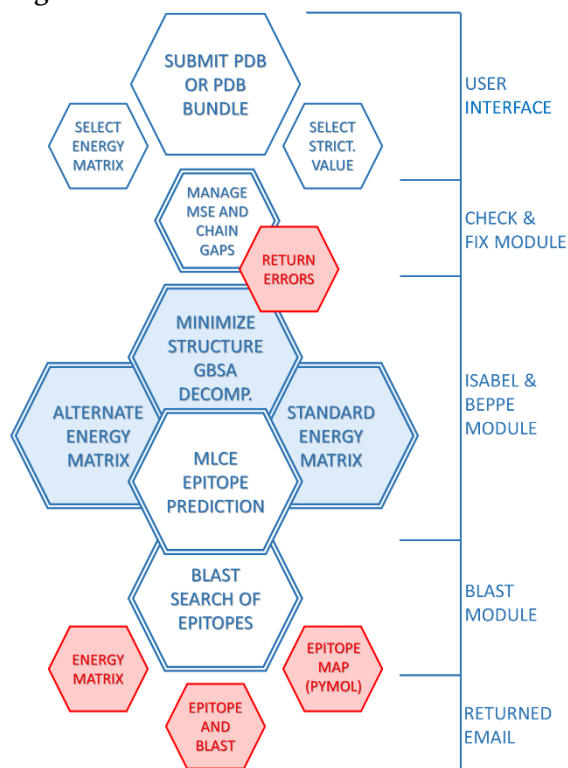 SUBMIT PDB
OR PDB
BUNDLE
SELECT
ENERGY
MATRIX
SELECT
STRICT.
VALUE
USER
INTERFACE
MANAGE
MSE AND
CHAIN
GAPS
RETURN
ERRORS
CHECK &
FIX MODULE
MINIMIZE
STRUCTURE
GBSA
DECOMP.
ALTERNATE
ENERGY
MATRIX
STANDARD
ENERGY
MATRIX
MLCE
EPITOPE
PREDICTION
ISABEL &
BEPPE
MODULE
BLAST
SEARCH OF
EPITOPES
BLAST
MODULE
ENERGY
MATRIX
EPITOPE
MAP
(PYMOL)
EPITOPE
AND
BLAST
RETURNED
EMAIL